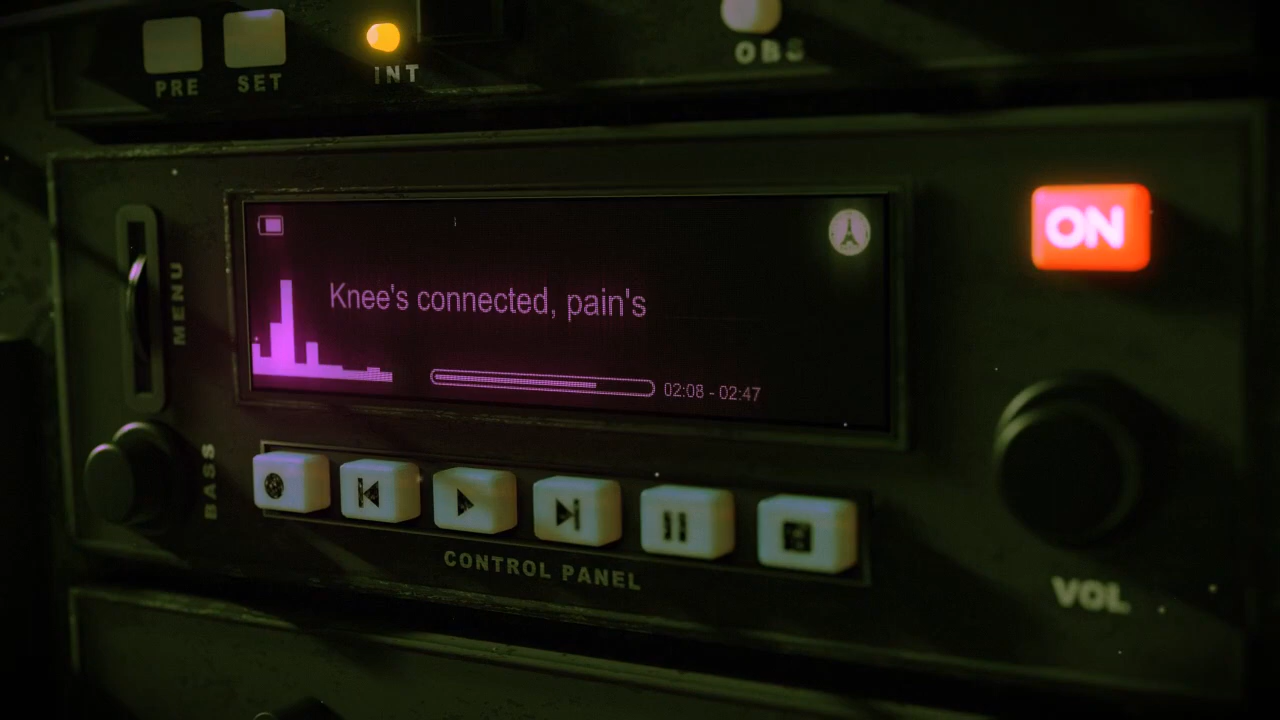 PRE
SET
INT
OBS
ON
MENU
Knee's connected, pain's
02:08 - 02:47
BASS
CONTROL PANEL
VOL